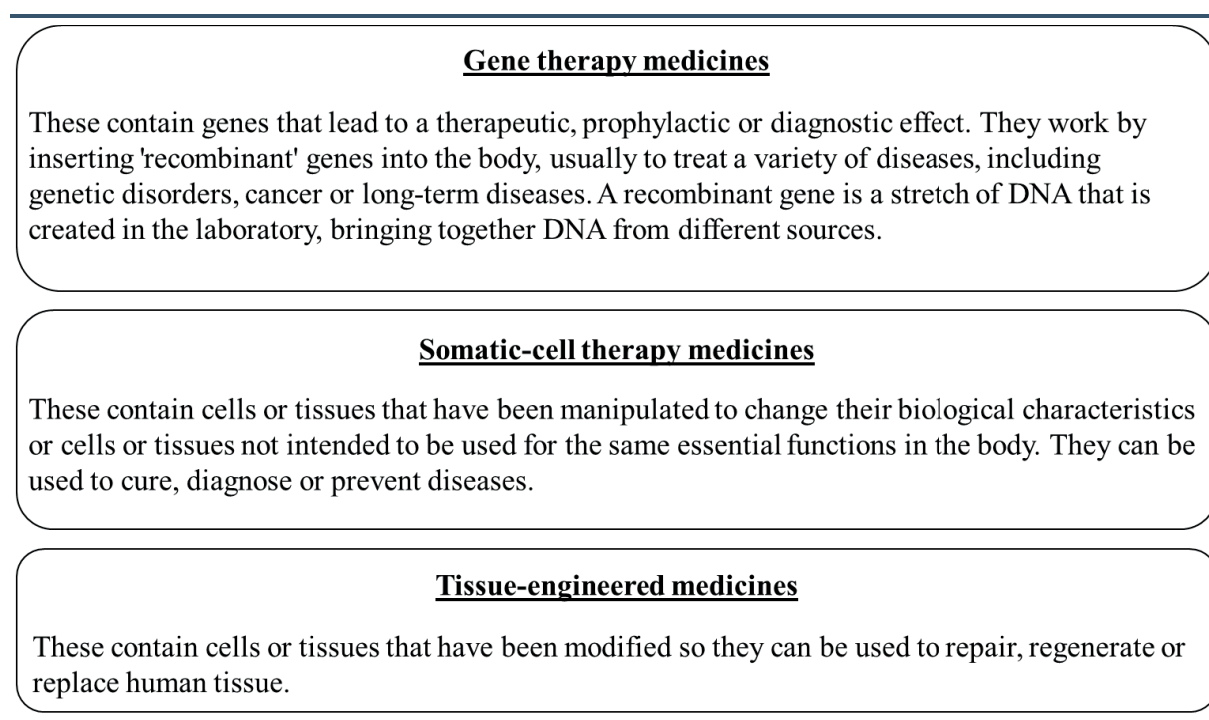 Gene therapy medicines
These contain genes that lead to a therapeutic, prophylactic or diagnostic effect. They work by
inserting 'recombinant' genes into the body, usually to treat a variety of diseases, including
genetic disorders, cancer or long-term diseases. A recombinant gene is a stretch of DNA that is
created in the laboratory, bringing together DNA from different sources.
Somatic-cell therapy medicines
These contain cells or tissues that have been manipulated to change their biological characteristics
or cells or tissues not intended to be used for the same essential functions in the body. They can be
used to cure, diagnose or prevent diseases.
Tissue-engineered medicines
These contain cells or tissues that have been modified so they can be used to repair, regenerate or
replace human tissue.